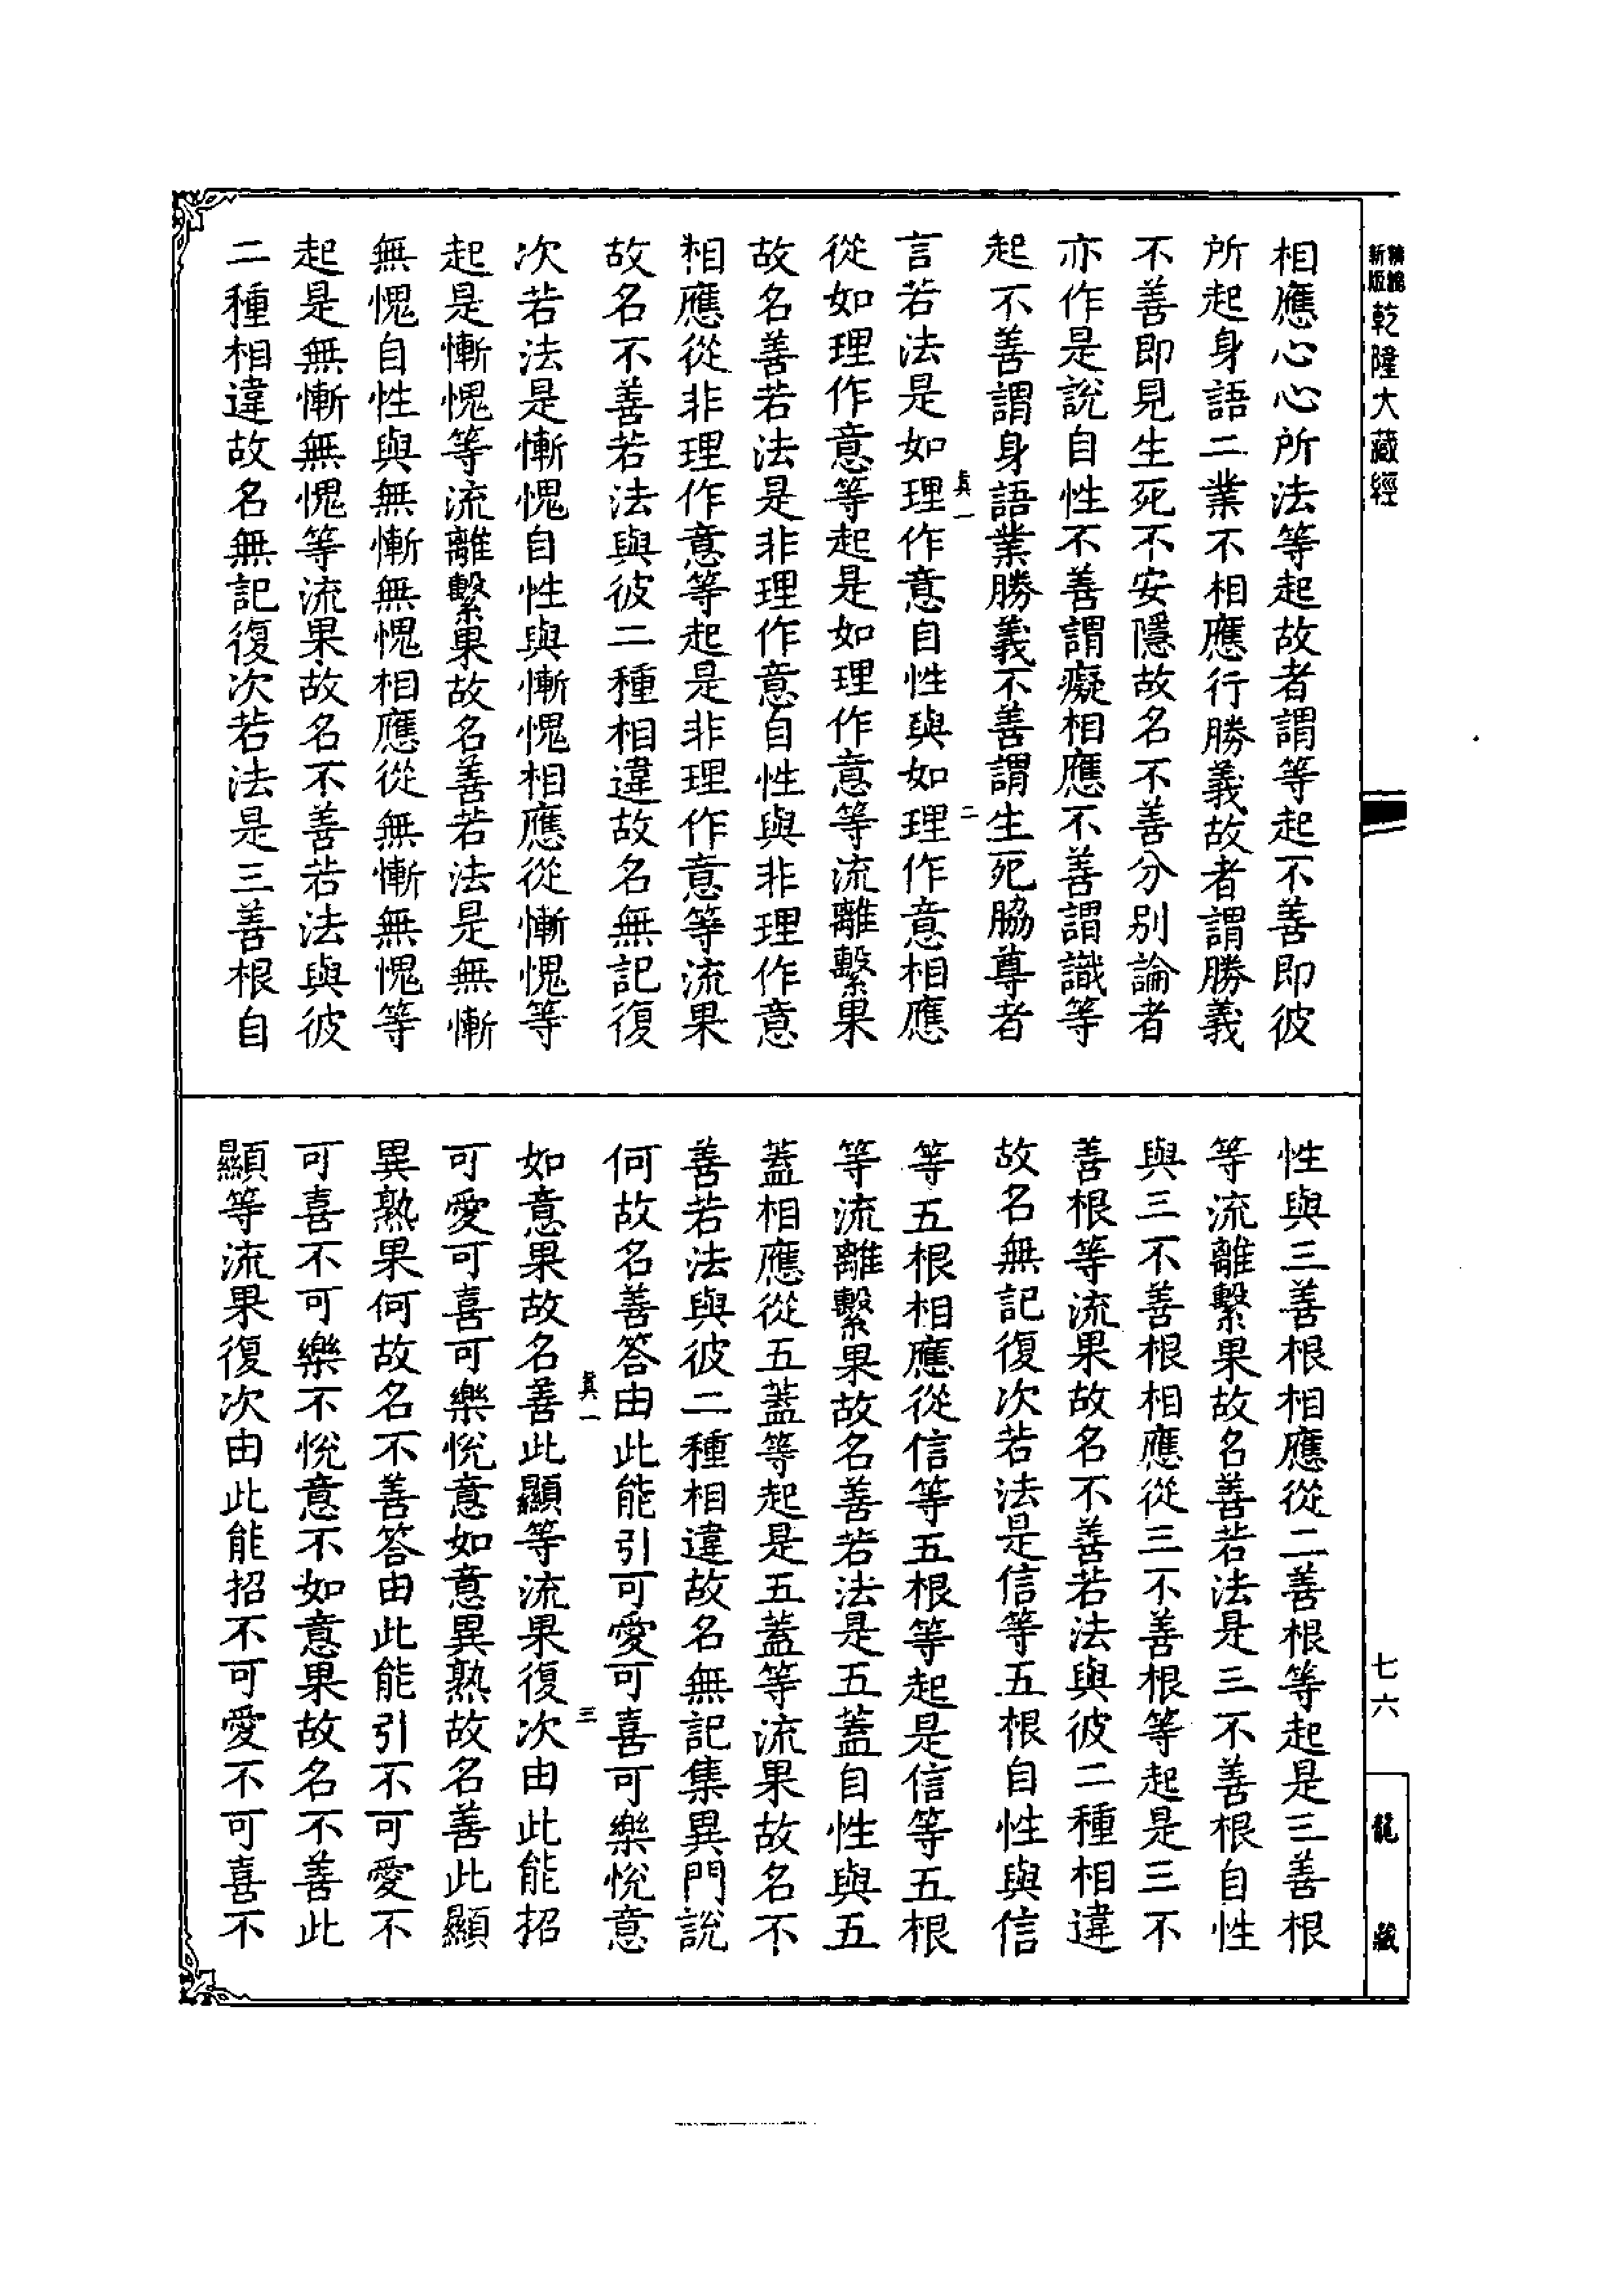 新編
縮版
乾隆大藏經
七六
龍藏
相應心心所法等起故者謂等起不善即彼
所起身語二業不相應行勝義故者謂勝義
不善即見生死不安隱故名不善分別論者
亦作是說自性不善謂癡相應不善謂識等
起不善謂身語業勝義不善謂生死脇尊者
真一
二
言若法是如理作意自性與如理作意相應
從如理作意等起是如理作意等流離繫果
故名善若法是非理作意自性與非理作意
相應從非理作意等起是非理作意等流果
故名不善若法與彼二種相違故名無記復
次若法是慚愧自性與慚愧相應從慚愧等
起是慚愧等流離繫果故名善若法是無慚
無愧自性與無慚無愧相應從無慚無愧等
起是無慚無愧等流果故名不善若法與彼
二種相違故名無記復次若法是三善根自
性與三善根相應從二善根等起是三善根
等流離繫果故名善若法是三不善根自性
與三不善根相應從三不善根等起是三不
善根等流果故名不善若法與彼二種相違
故名無記復次若法是信等五根自性與信
等五根相應從信等五根等起是信等五根
等流離繫果故名善若法是五蓋自性與五
蓋相應從五蓋等起是五蓋等流果故名不
善若法與彼二種相違故名無記集異門說
何故名善答由此能引可愛可喜可樂悅意
真一
三
如意果故名善此顯等流果復次由此能招
可愛可喜可樂悅意如意異熟故名善此顯
異熟果何故名不善答由此能引不可愛不
可喜不可樂不悅意不如意果故名不善此
顯等流果復次由此能招不可愛不可喜不